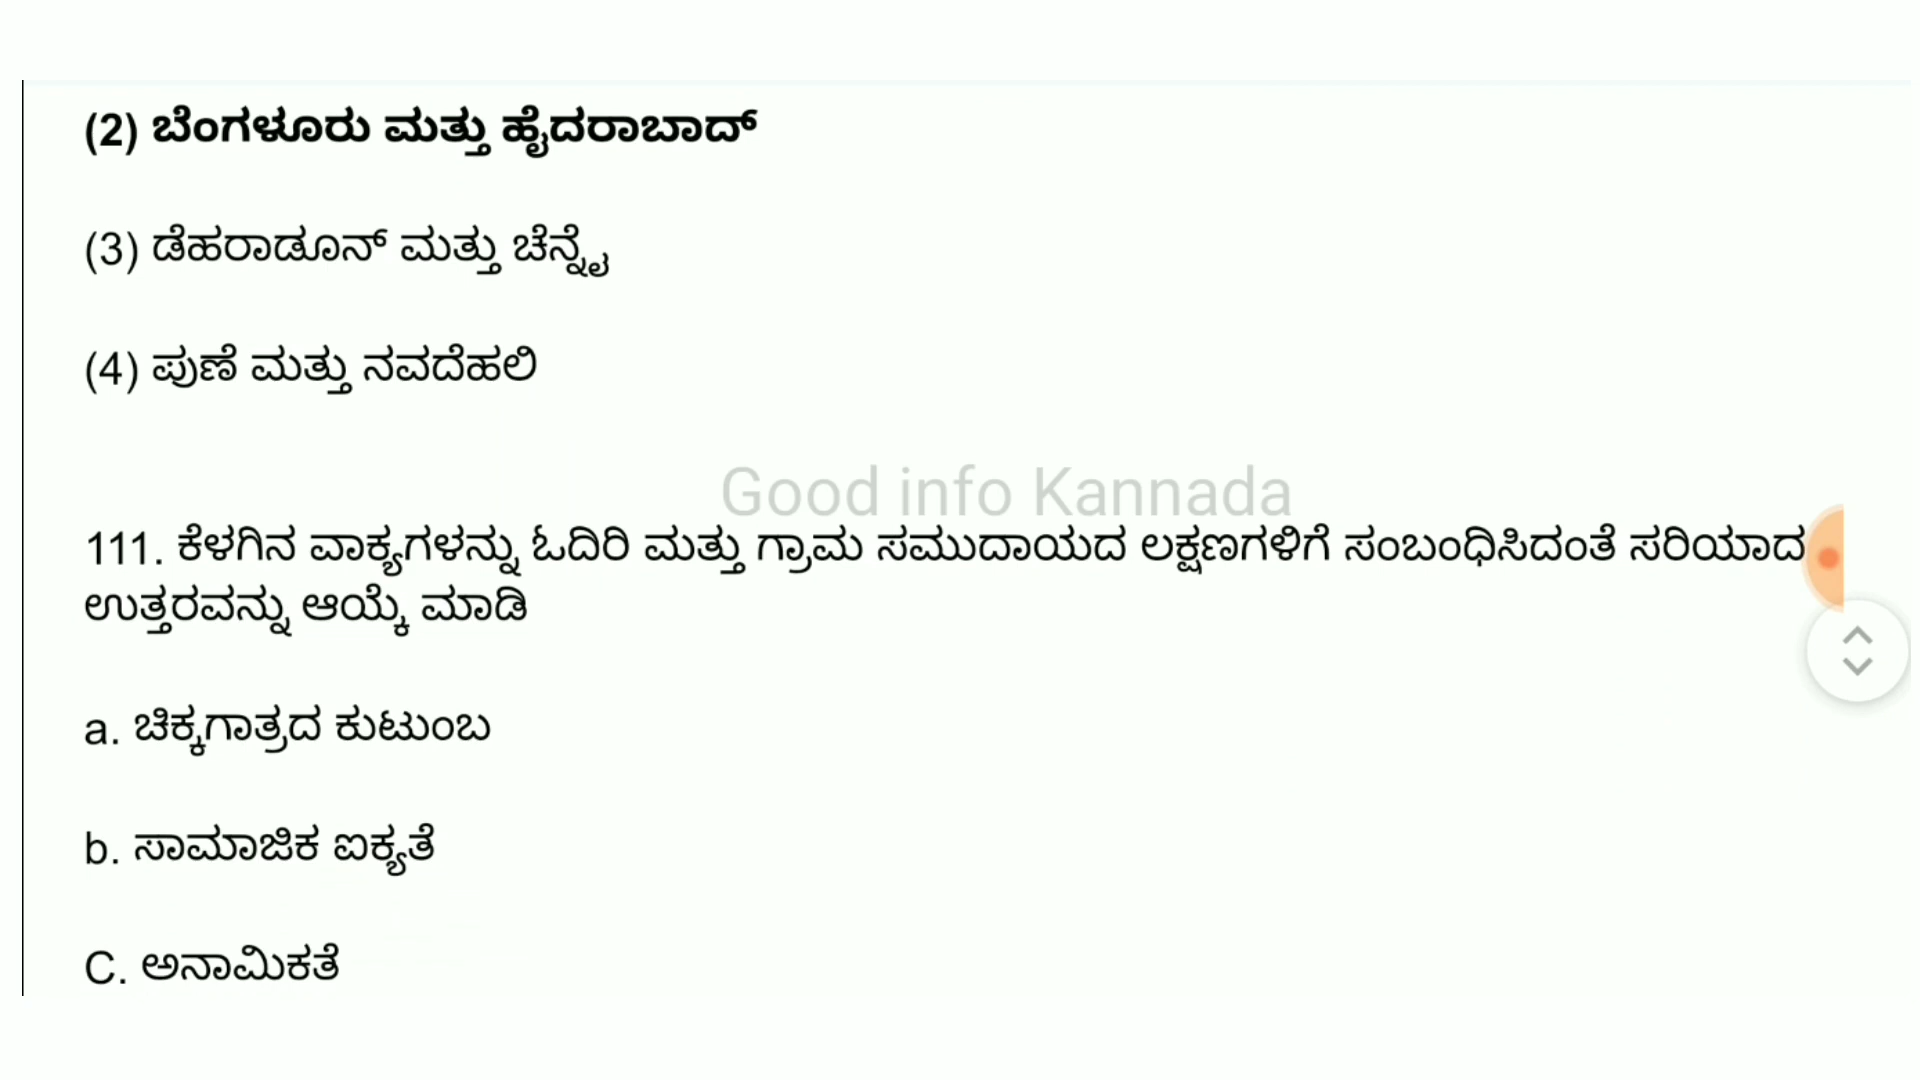 (2) ಬೆಂಗಳೂರು ಮತ್ತು ಹೈದರಾಬಾದ್
(3) ಡೆಹರಾಡೂನ್ ಮತ್ತು ಚೆನ್ನೈ
(4) ಪುಣೆ ಮತ್ತು ನವದೆಹಲಿ
Good info Kannada
111. ಕೆಳಗಿನ ವಾಕ್ಯಗಳನ್ನು ಓದಿರಿ ಮತ್ತು ಗ್ರಾಮ ಸಮುದಾಯದ ಲಕ್ಷಣಗಳಿಗೆ ಸಂಬಂಧಿಸಿದಂತೆ ಸರಿಯಾದ
ಉತ್ತರವನ್ನು ಆಯ್ಕೆ ಮಾಡಿ
a. ಚಿಕ್ಕಗಾತ್ರದ ಕುಟುಂಬ
b. ಸಾಮಾಜಿಕ ಐಕ್ಯತೆ
C. ಅನಾಮಿಕತೆ